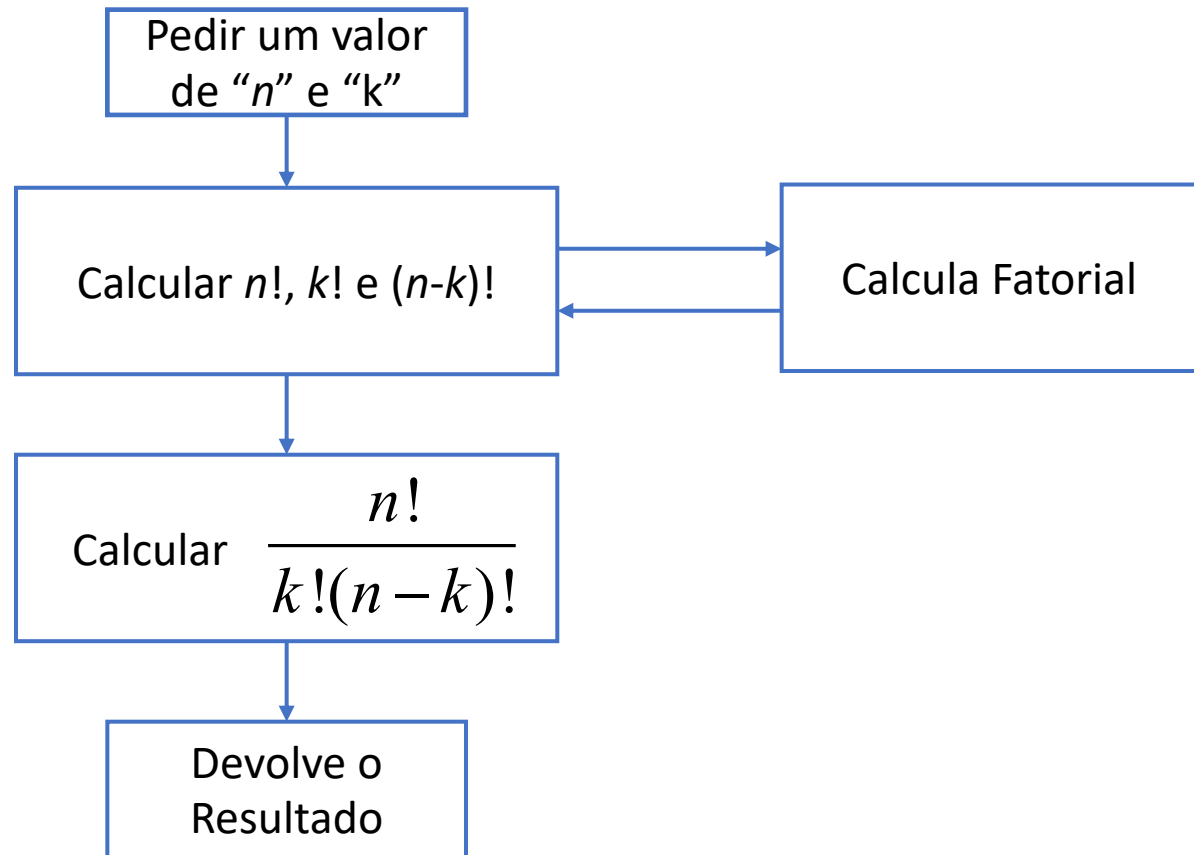 Pedir um valor
de “n” e “k”
Calcular n!, k! e (n-k)!
Calcula Fatorial
Calcular
n!
k!(n – k)!
Devolve o
Resultado